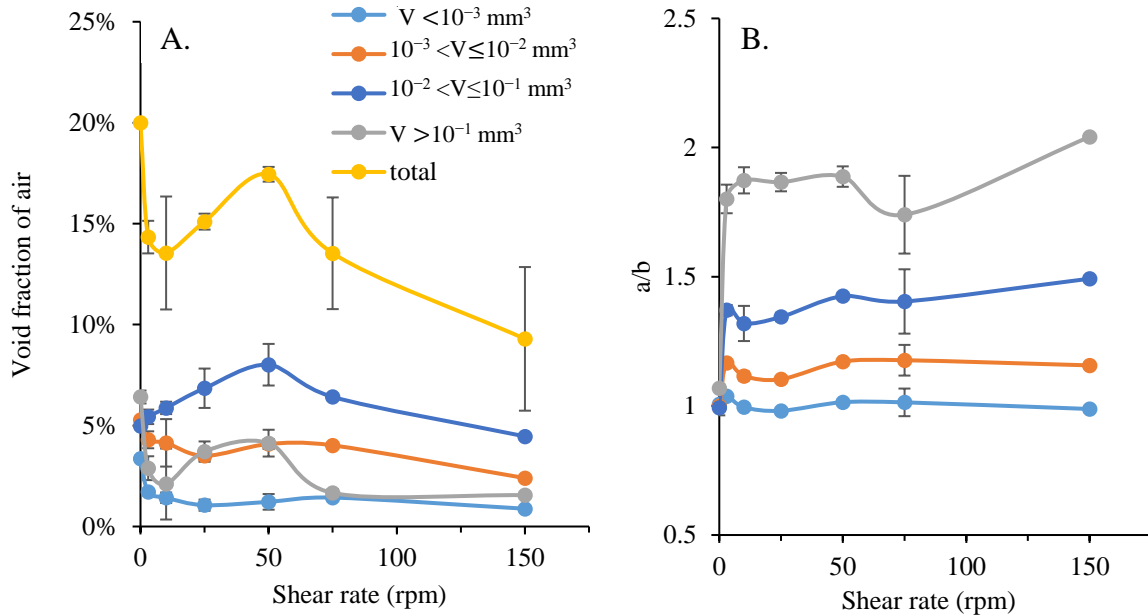 A.
V <10⁻³ mm³
10⁻³ <V≤10⁻² mm³
10⁻² <V≤10⁻¹ mm³
V >10⁻¹ mm³
total
25%
20%
15%
10%
5%
0%
Void fraction of air
0
50
100
150
Shear rate (rpm)
B.
2
1.5
1
0.5
a/b
0
50
100
150
Shear rate (rpm)